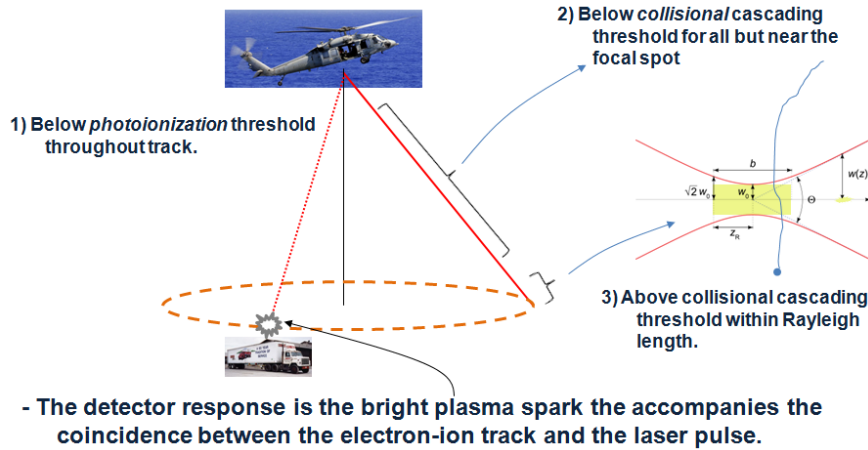 2) Below collisional cascading
threshold for all but near the
focal spot
1) Below photoionization threshold
throughout track.
b
w(z)
√2 w₀
w₀
Θ
z_R
3) Above collisional cascading
threshold within Rayleigh
length.
- The detector response is the bright plasma spark the accompanies the
coincidence between the electron-ion track and the laser pulse.